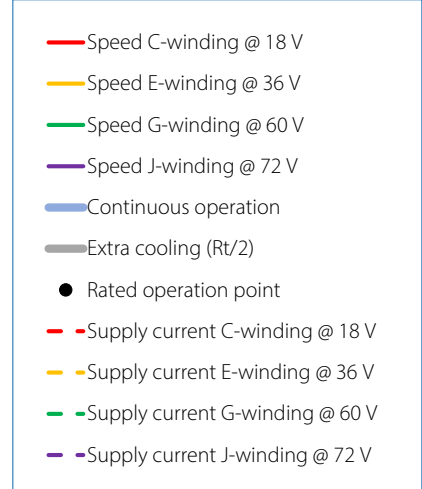 Speed C-winding @ 18 V
Speed E-winding @ 36 V
Speed G-winding @ 60 V
Speed J-winding @ 72 V
Continuous operation
Extra cooling (Rt/2)
Rated operation point
Supply current C-winding @ 18 V
Supply current E-winding @ 36 V
Supply current G-winding @ 60 V
Supply current J-winding @ 72 V